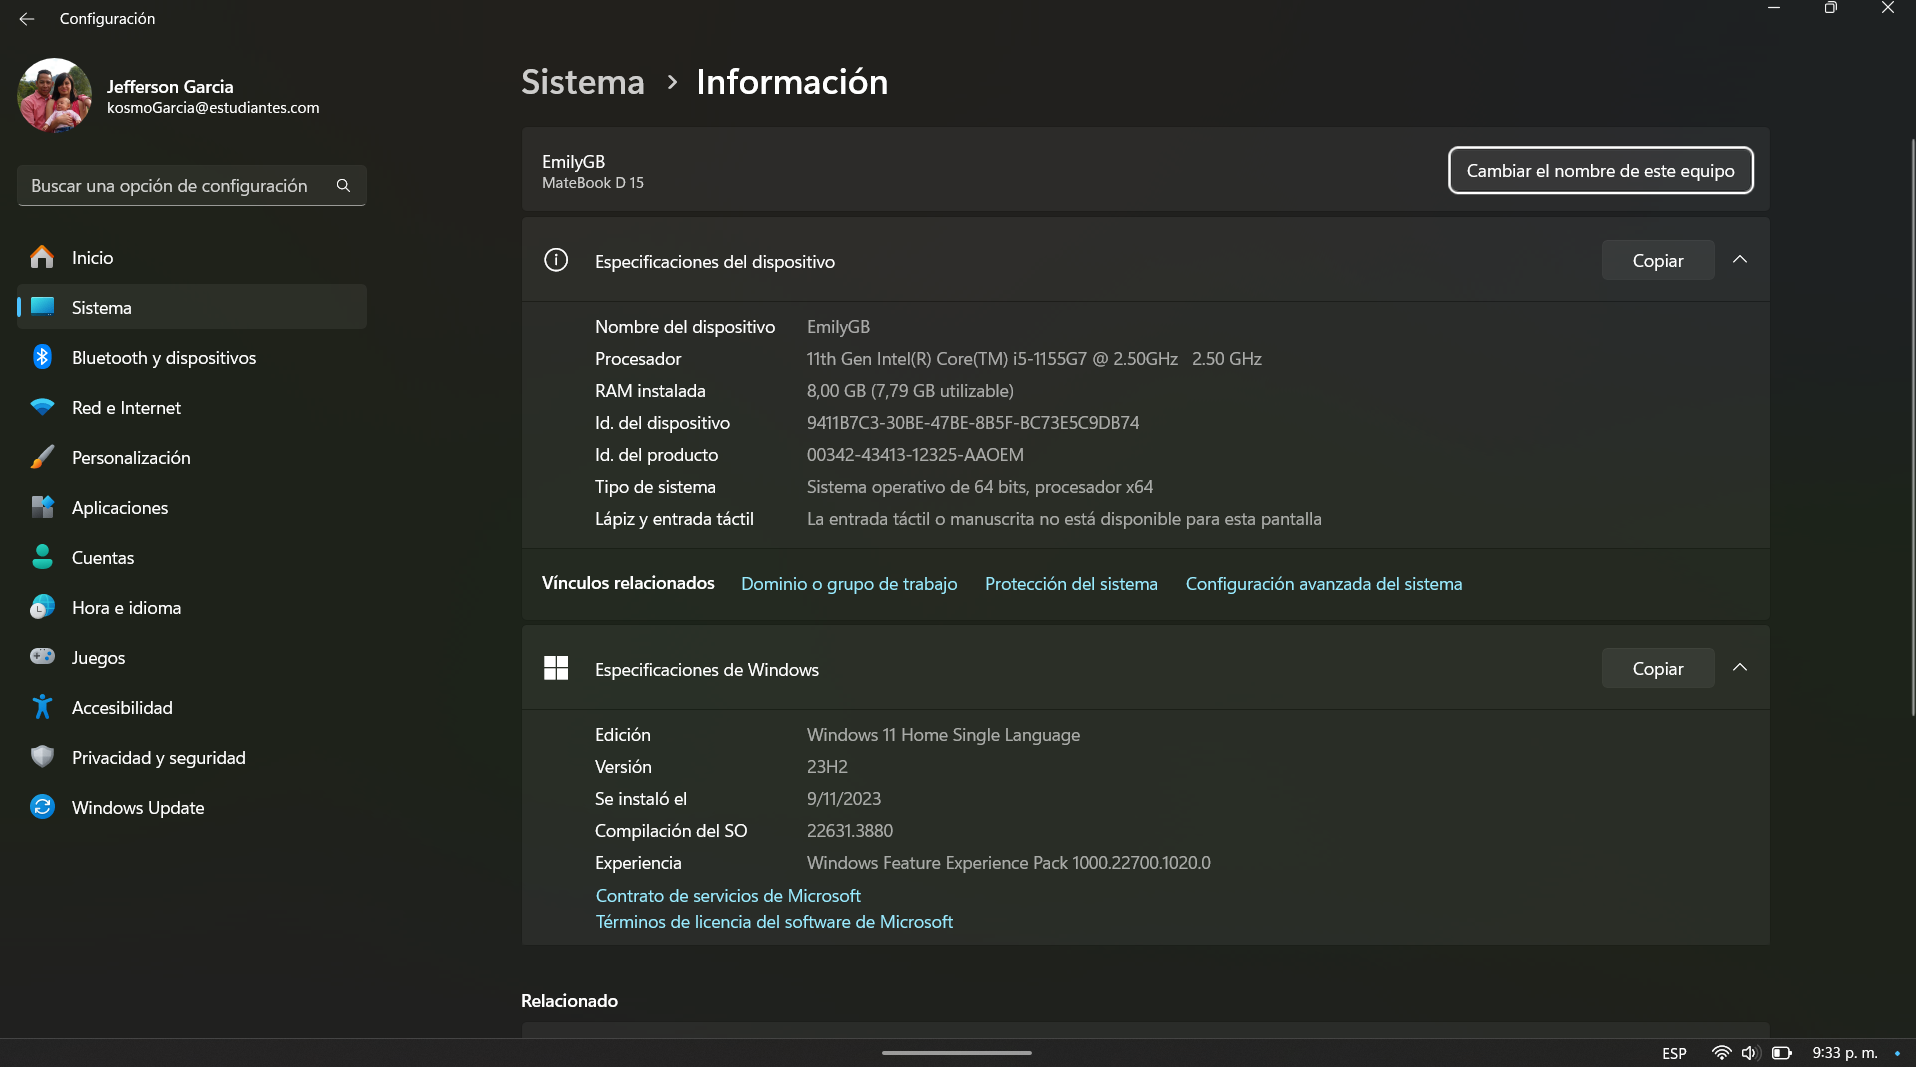 Configuración
Jefferson Garcia
kosmoGarcia@estudiantes.com
Buscar una opción de configuración
Inicio
Sistema
Bluetooth y dispositivos
Red e Internet
Personalización
Aplicaciones
Cuentas
Hora e idioma
Juegos
Accesibilidad
Privacidad y seguridad
Windows Update
Sistema > Información
EmilyGB
MateBook D 15
Cambiar el nombre de este equipo
Especificaciones del dispositivo
Copiar
Nombre del dispositivo EmilyGB
Procesador 11th Gen Intel(R) Core(TM) i5-1155G7 @ 2.50GHz 2.50 GHz
RAM instalada 8,00 GB (7,79 GB utilizable)
Id. del dispositivo 9411B7C3-30BE-47BE-8B5F-BC73E5C9DB74
Id. del producto 00342-43413-12325-AAOEM
Tipo de sistema Sistema operativo de 64 bits, procesador x64
Lápiz y entrada táctil La entrada táctil o manuscrita no está disponible para esta pantalla
Vínculos relacionados Dominio o grupo de trabajo Protección del sistema Configuración avanzada del sistema
Especificaciones de Windows
Copiar
Edición Windows 11 Home Single Language
Versión 23H2
Se instaló el 9/11/2023
Compilación del SO 22631.3880
Experiencia Windows Feature Experience Pack 1000.22700.1020.0
Contrato de servicios de Microsoft
Términos de licencia del software de Microsoft
Relacionado
ESP 9:33 p. m.